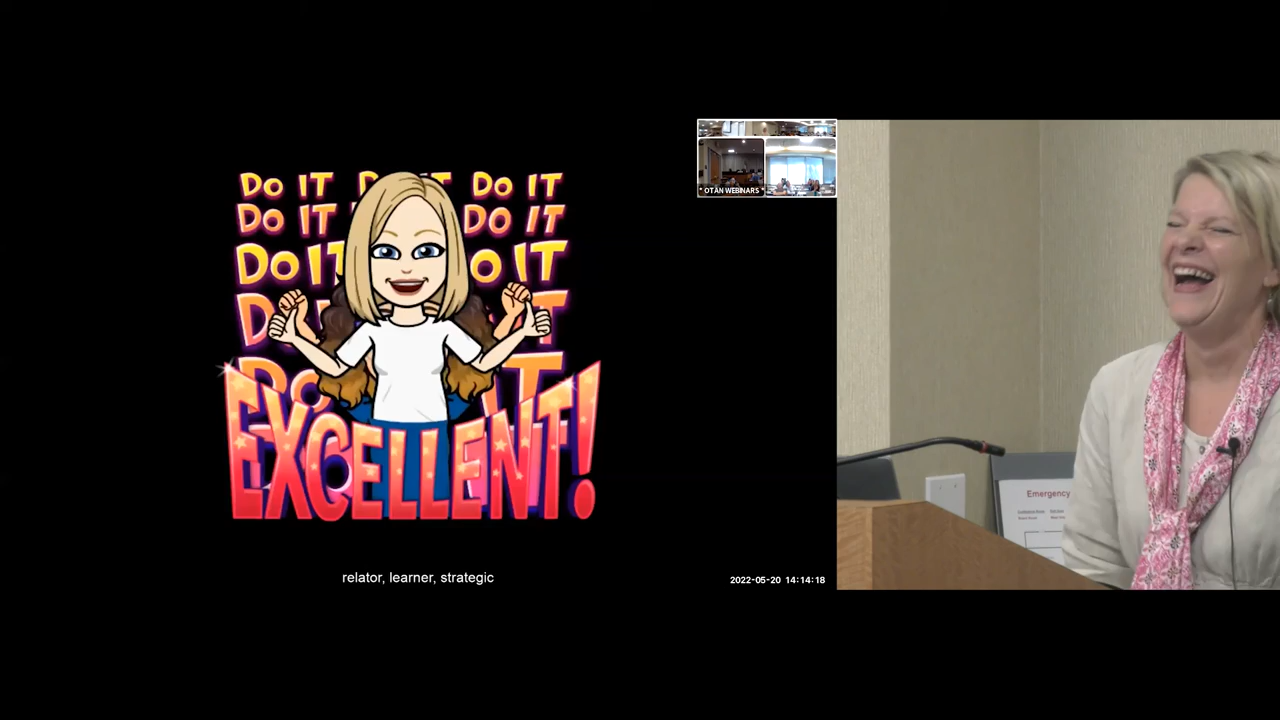 DO IT DO IT DO IT
DO IT DO IT
DO IT DO IT
EXCELLENT!
relator, learner, strategic
* OTAN WEBINARS *
2022-05-20 14:14:18
Emergency